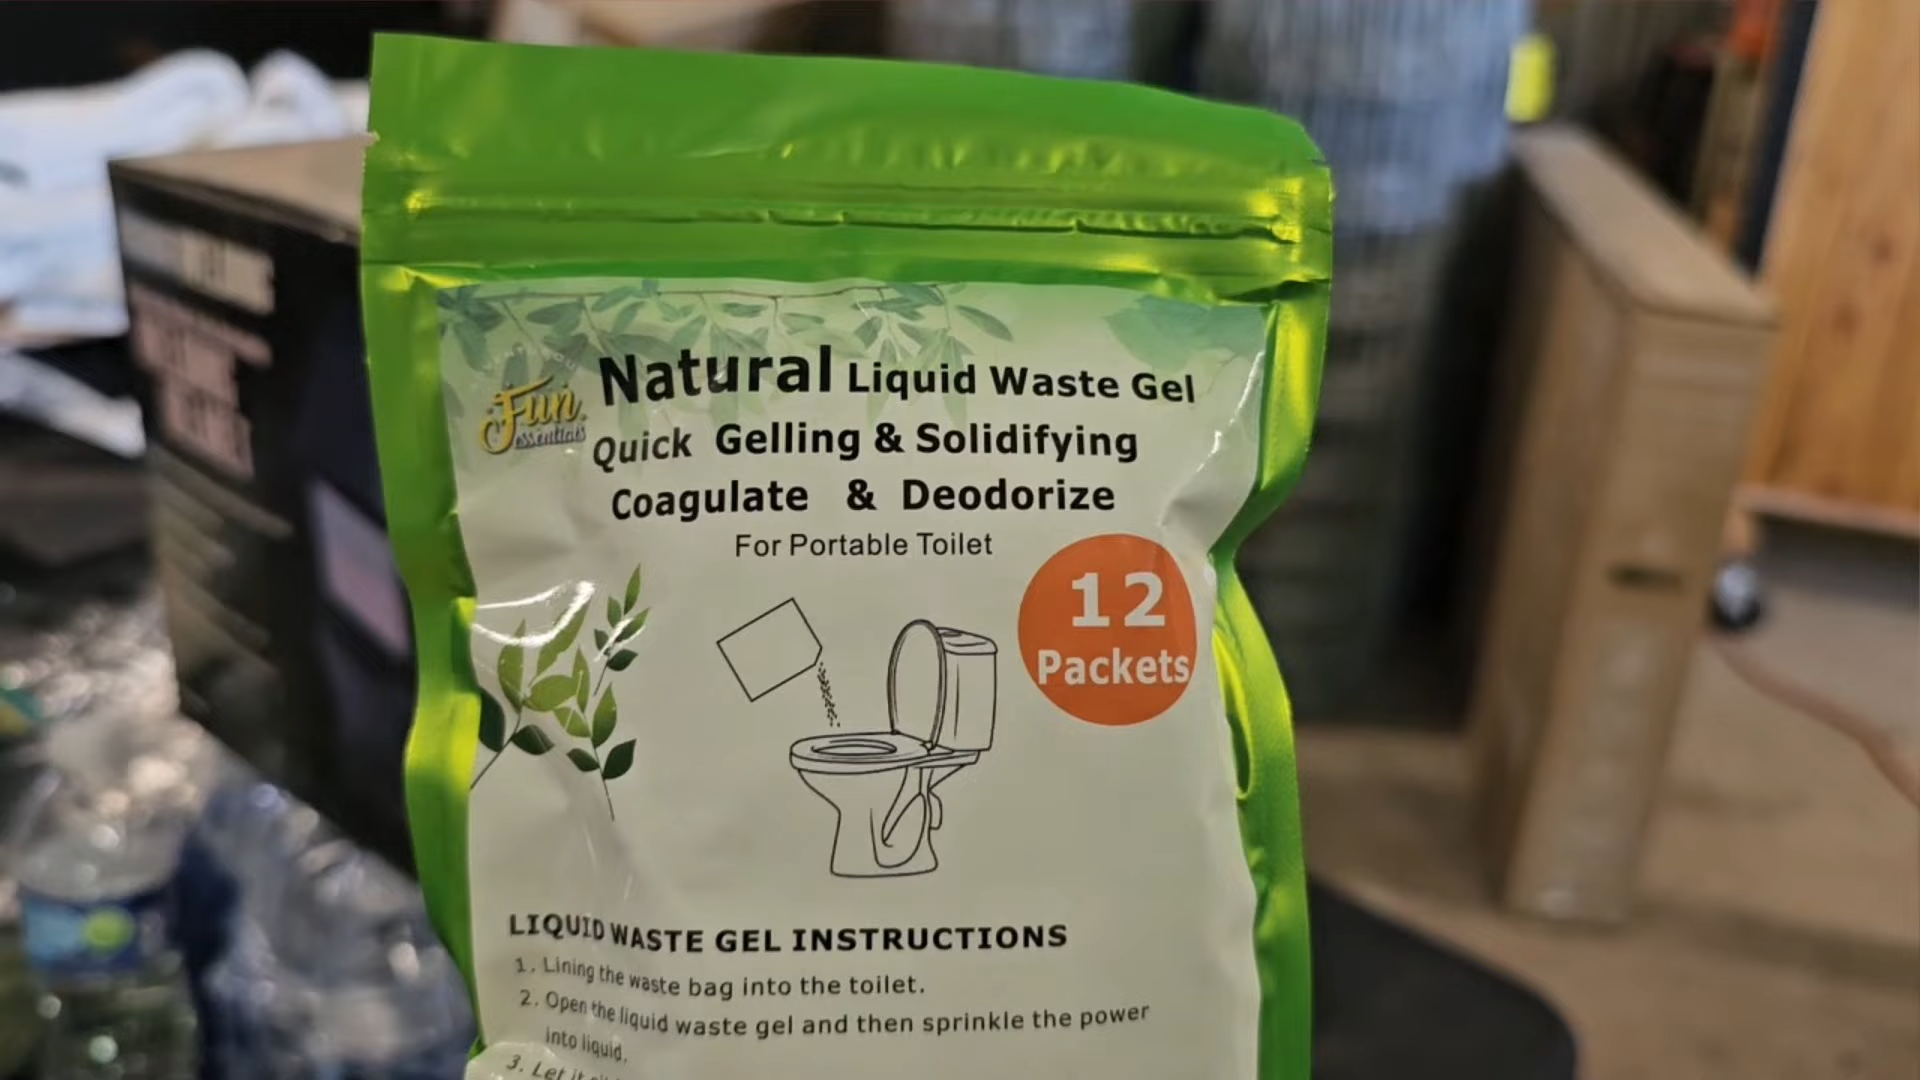 Fun
essentials
Natural Liquid Waste Gel
Quick Gelling & Solidifying
Coagulate & Deodorize
For Portable Toilet
12
Packets
LIQUID WASTE GEL INSTRUCTIONS
1. Lining the waste bag into the toilet.
2. Open the liquid waste gel and then sprinkle the power
into liquid.
3. Let it